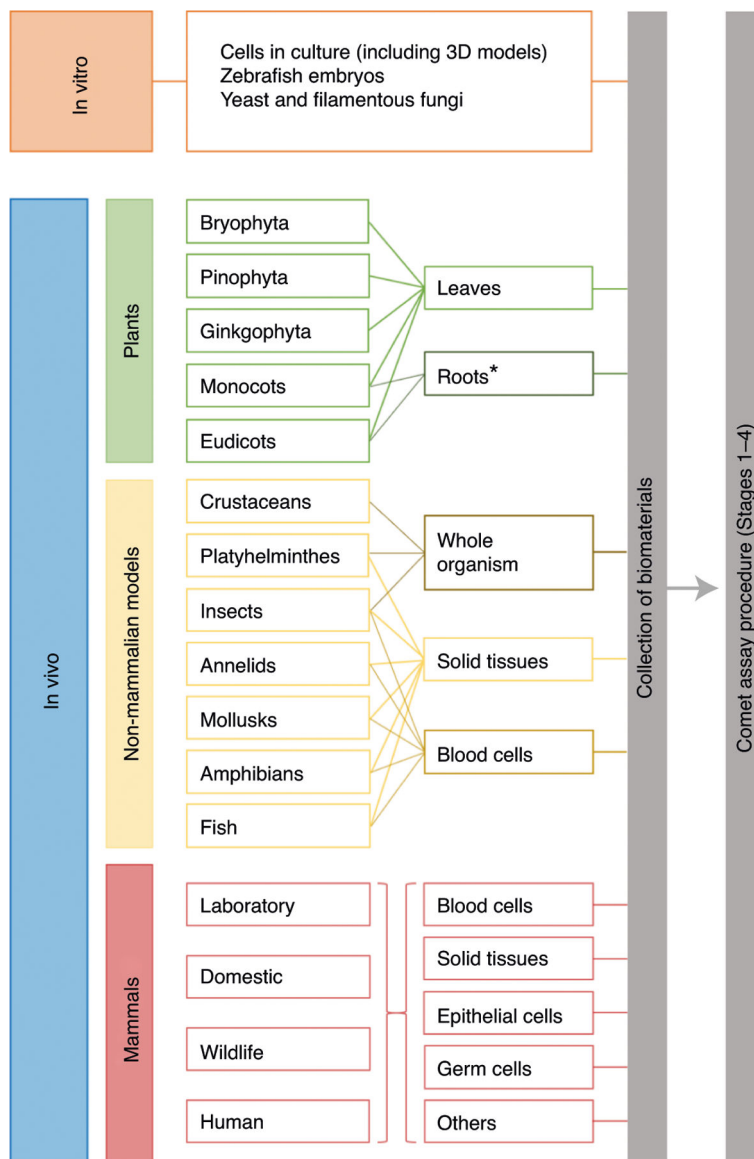 In vitro
Cells in culture (including 3D models)
Zebrafish embryos
Yeast and filamentous fungi
In vivo
Plants
Bryophyta
Pinophyta
Ginkgophyta
Monocots
Eudicots
Leaves
Roots*
Non-mammalian models
Crustaceans
Platyhelminthes
Insects
Annelids
Mollusks
Amphibians
Fish
Whole
organism
Solid tissues
Blood cells
Mammals
Laboratory
Domestic
Wildlife
Human
Blood cells
Solid tissues
Epithelial cells
Germ cells
Others
Collection of biomaterials
Comet assay procedure (Stages 1–4)